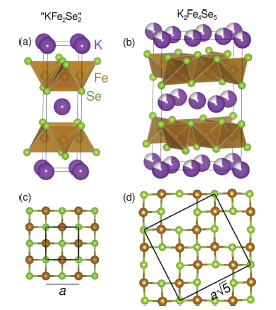 "KFe₂Se₂"
K₂Fe₄Se₅
(a)
K
(b)
Fe
Se
(c)
(d)
a
a√5